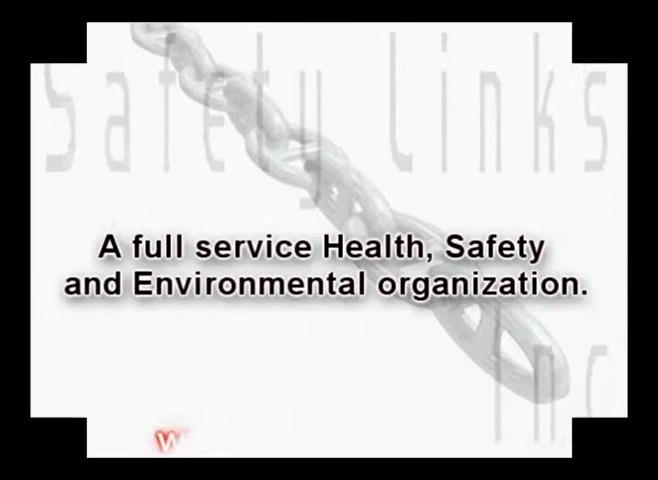 Safety Links
A full service Health, Safety
and Environmental organization.
Inc
w